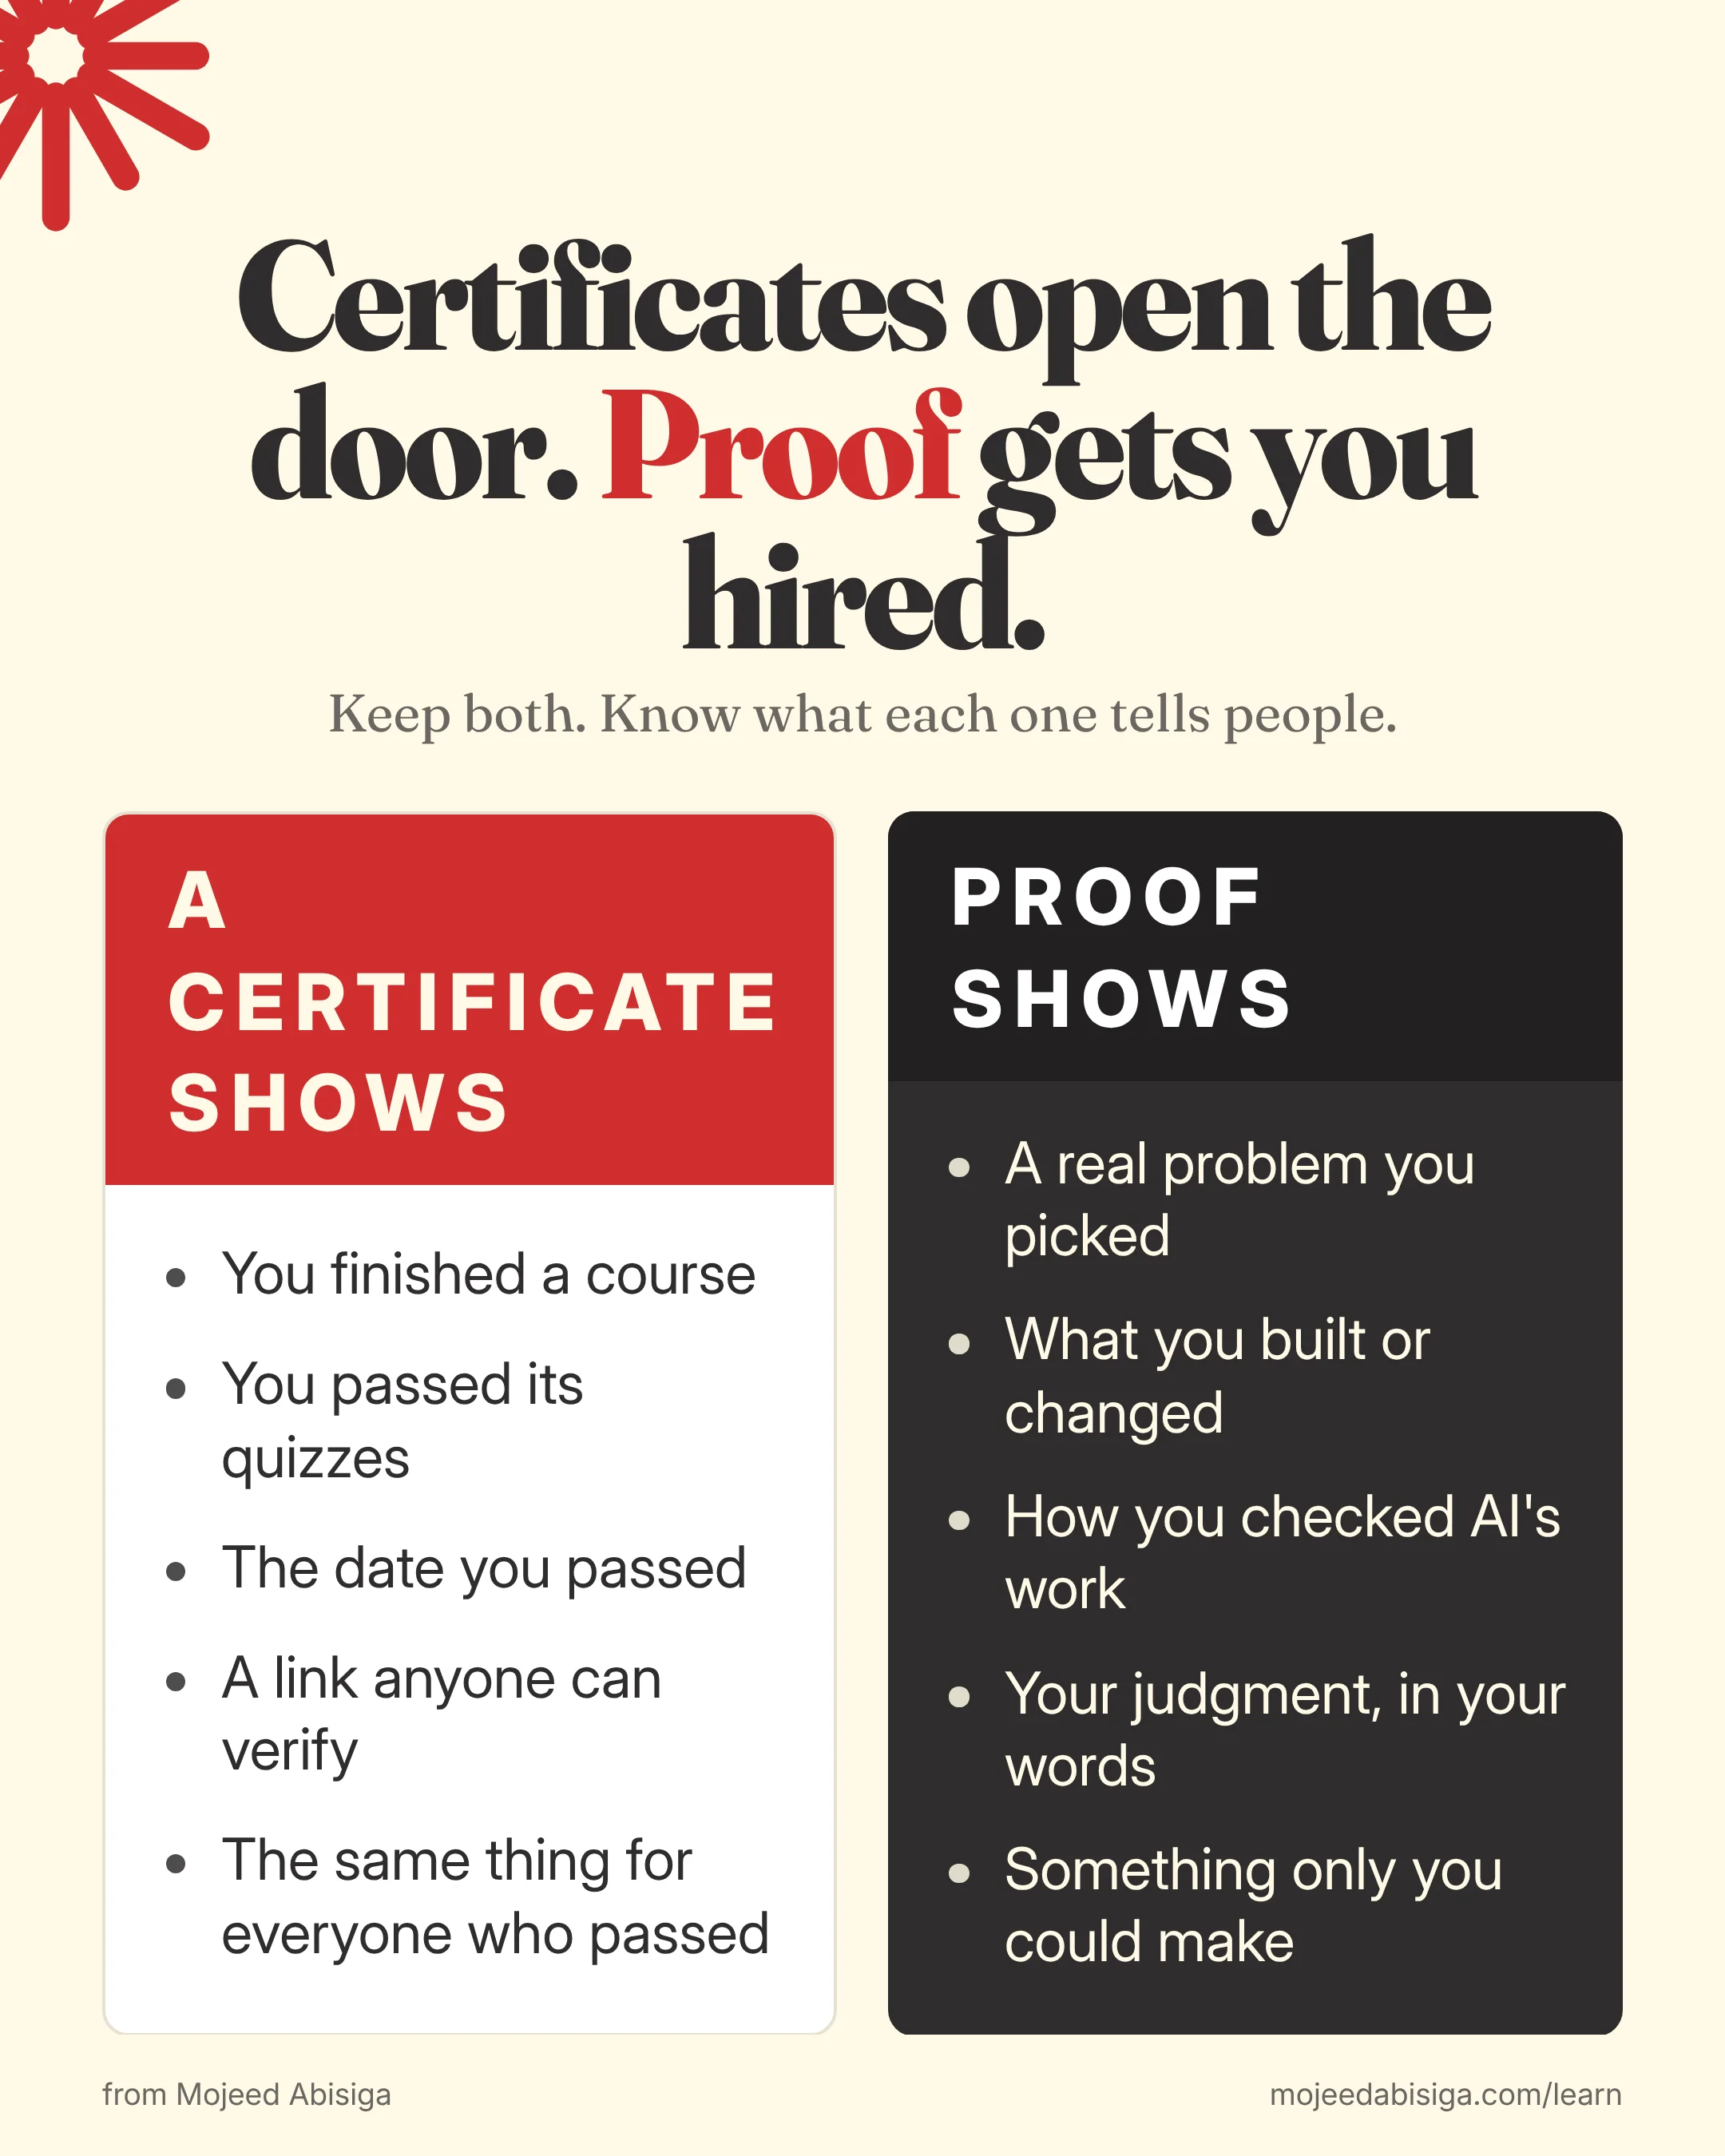 Certificates open the
door. Proof gets you
hired.
Keep both. Know what each one tells people.
A
CERTIFICATE
SHOWS
You finished a course
You passed its
quizzes
The date you passed
A link anyone can
verify
The same thing for
everyone who passed
PROOF
SHOWS
A real problem you
picked
What you built or
changed
How you checked AI's
work
Your judgment, in your
words
Something only you
could make
from Mojeed Abisiga
mojeedabisiga.com/learn